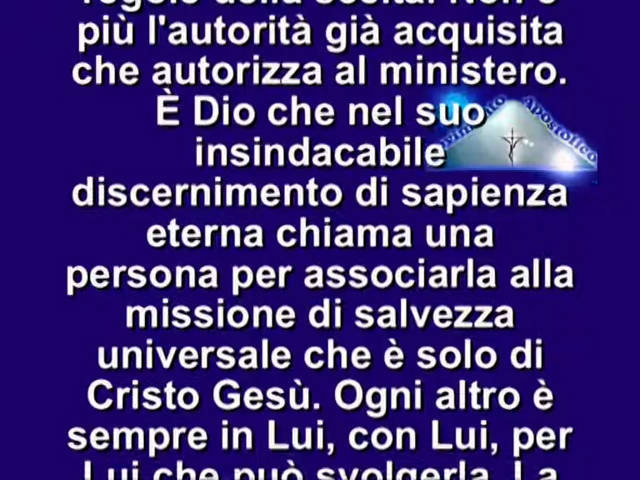 regole della scelta. Non è
più l'autorità già acquisita
che autorizza al ministero.
È Dio che nel suo
insindacabile
discernimento di sapienza
eterna chiama una
persona per associarla alla
missione di salvezza
universale che è solo di
Cristo Gesù. Ogni altro è
sempre in Lui, con Lui, per
Lui che può svolgerla. La
Apostolico